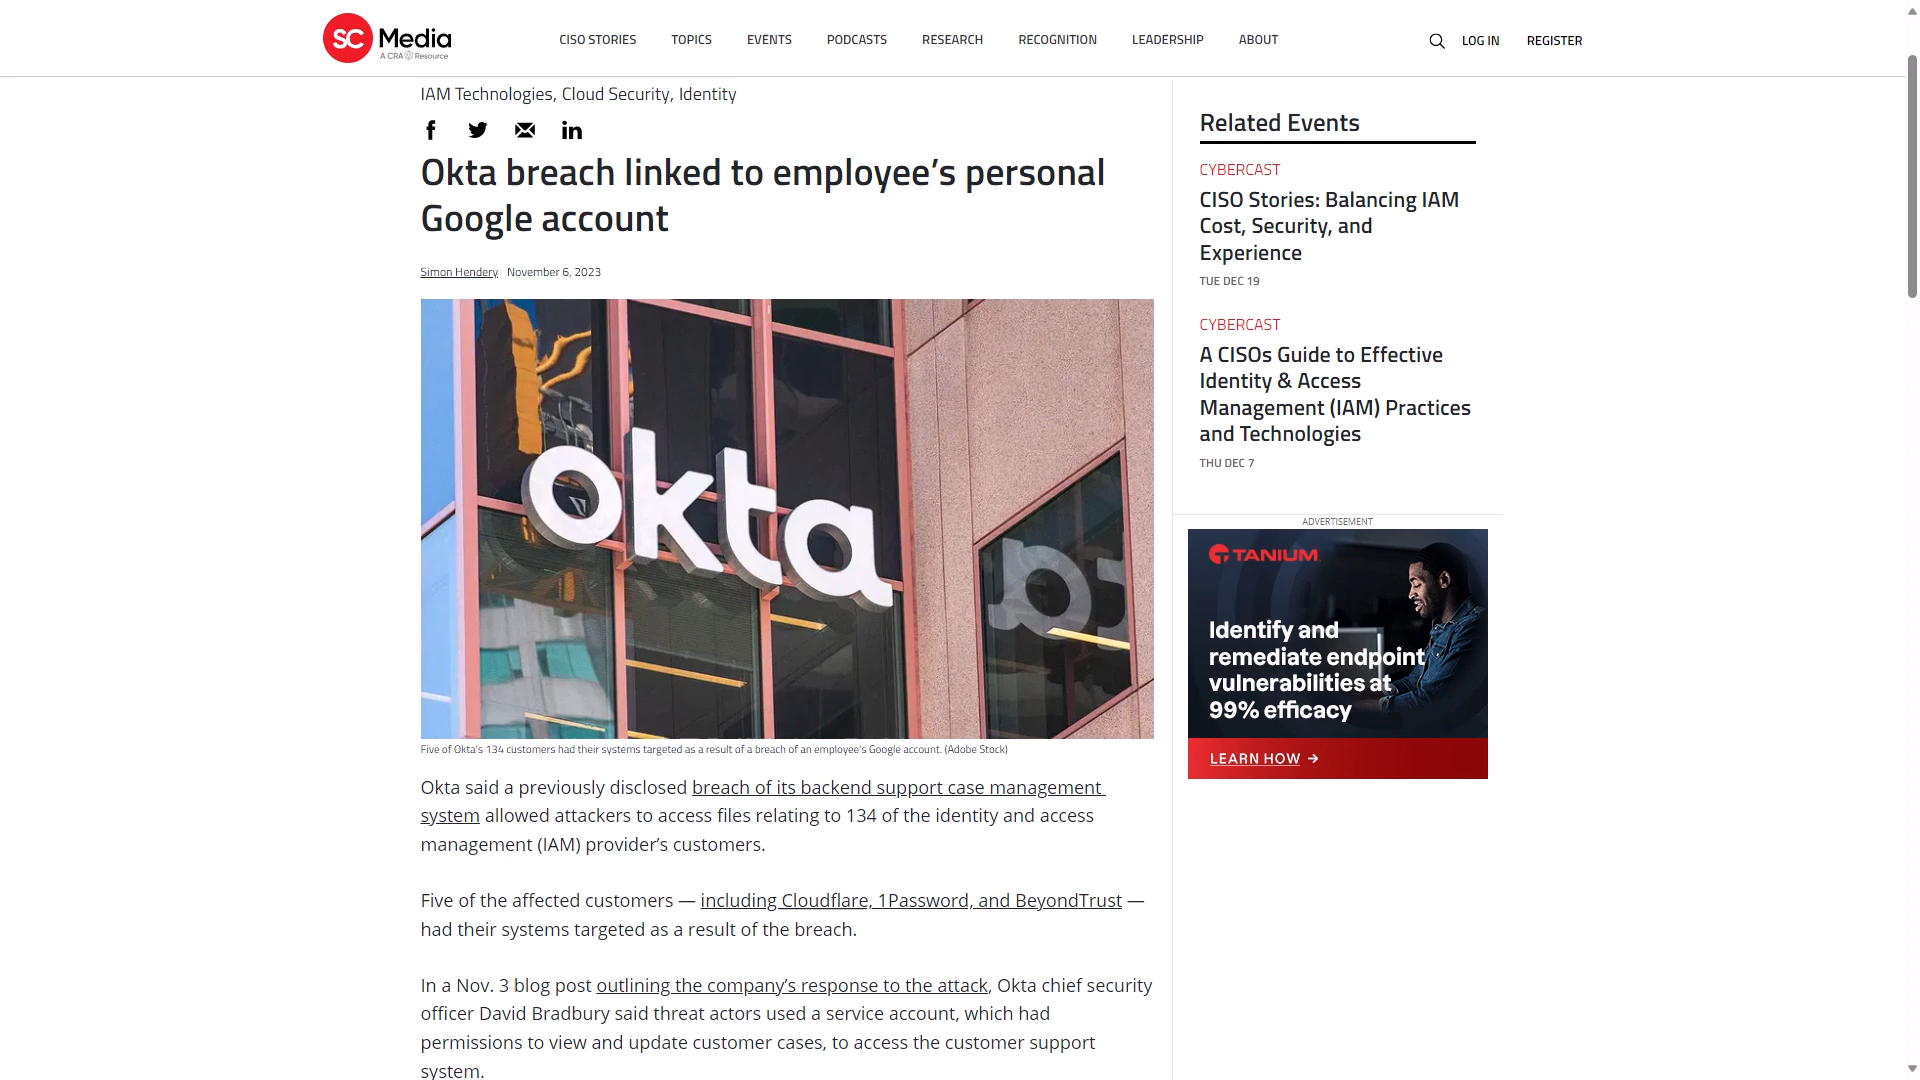 SC Media
A CRA Resource
CISO STORIES
TOPICS
EVENTS
PODCASTS
RESEARCH
RECOGNITION
LEADERSHIP
ABOUT
LOG IN
REGISTER
IAM Technologies, Cloud Security, Identity
Okta breach linked to employee’s personal
Google account
Simon Hendery November 6, 2023
okta
Five of Okta's 134 customers had their systems targeted as a result of a breach of an employee's Google account. (Adobe Stock)
Okta said a previously disclosed breach of its backend support case management
system allowed attackers to access files relating to 134 of the identity and access
management (IAM) provider’s customers.
Five of the affected customers — including Cloudflare, 1Password, and BeyondTrust —
had their systems targeted as a result of the breach.
In a Nov. 3 blog post outlining the company’s response to the attack, Okta chief security
officer David Bradbury said threat actors used a service account, which had
permissions to view and update customer cases, to access the customer support
system.
Related Events
CYBERCAST
CISO Stories: Balancing IAM
Cost, Security, and
Experience
TUE DEC 19
CYBERCAST
A CISOs Guide to Effective
Identity & Access
Management (IAM) Practices
and Technologies
THU DEC 7
ADVERTISEMENT
TANIUM
Identify and
remediate endpoint
vulnerabilities at
99% efficacy
LEARN HOW →